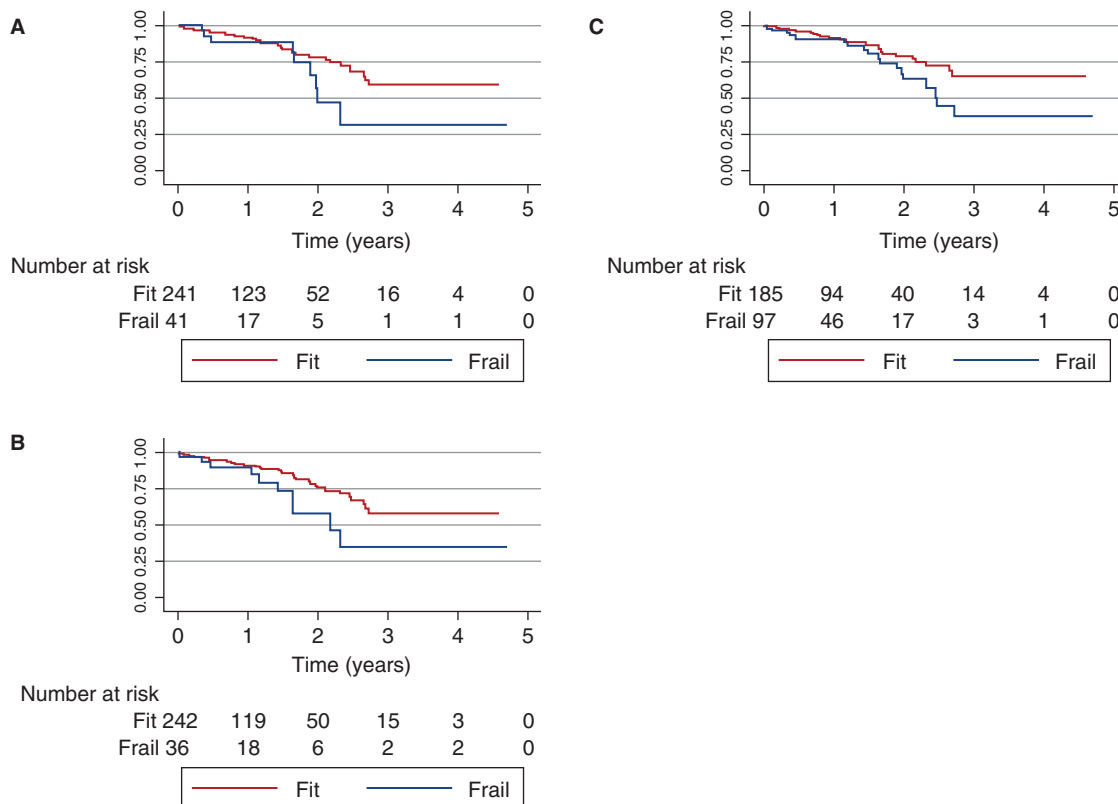 A
0.00 0.25 0.50 0.75 1.00
0 1 2 3 4 5
Time (years)
Number at risk
Fit 241 123 52 16 4 0
Frail 41 17 5 1 1 0
Fit Frail
B
0.00 0.25 0.50 0.75 1.00
0 1 2 3 4 5
Time (years)
Number at risk
Fit 242 119 50 15 3 0
Frail 36 18 6 2 2 0
Fit Frail
C
0.00 0.25 0.50 0.75 1.00
0 1 2 3 4 5
Time (years)
Number at risk
Fit 185 94 40 14 4 0
Frail 97 46 17 3 1 0
Fit Frail